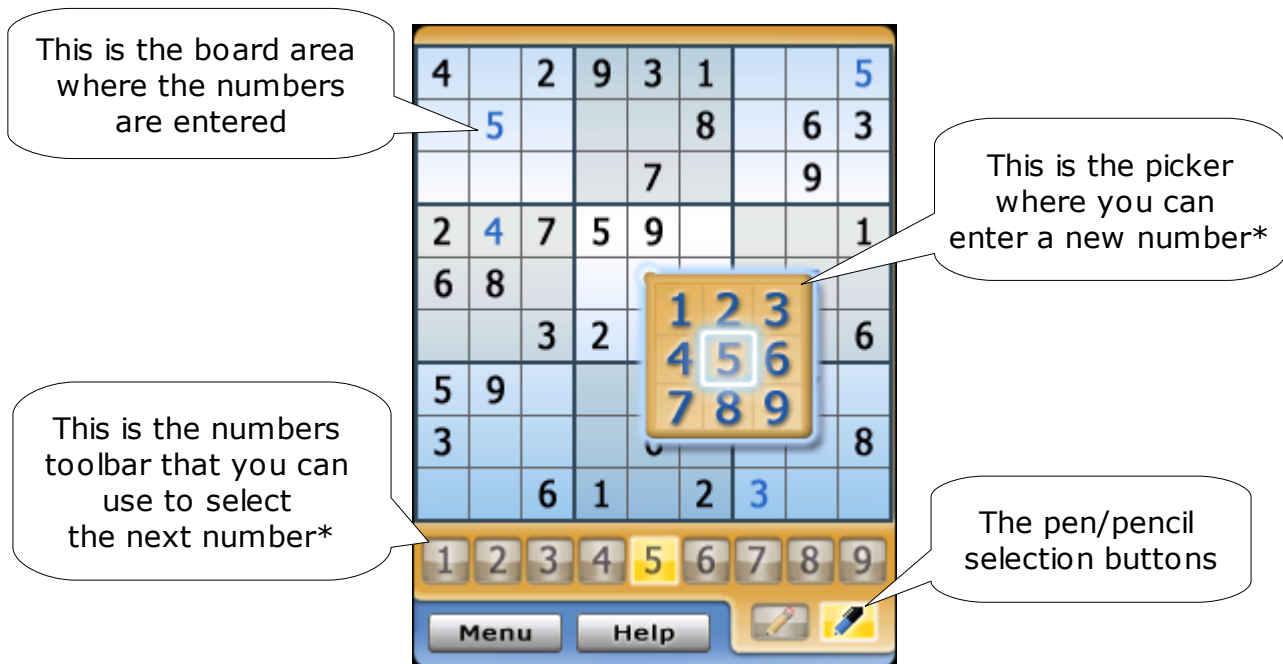 This is the board area
where the numbers
are entered
4 2 9 3 1 5
5 8 6 3
7 9
2 4 7 5 9 1
6 8
3 2 6
5 9
3 8
6 1 2 3
1 2 3
4 5 6
7 8 9
This is the picker
where you can
enter a new number*
This is the numbers
toolbar that you can
use to select
the next number*
1 2 3 4 5 6 7 8 9
The pen/pencil
selection buttons
Menu Help